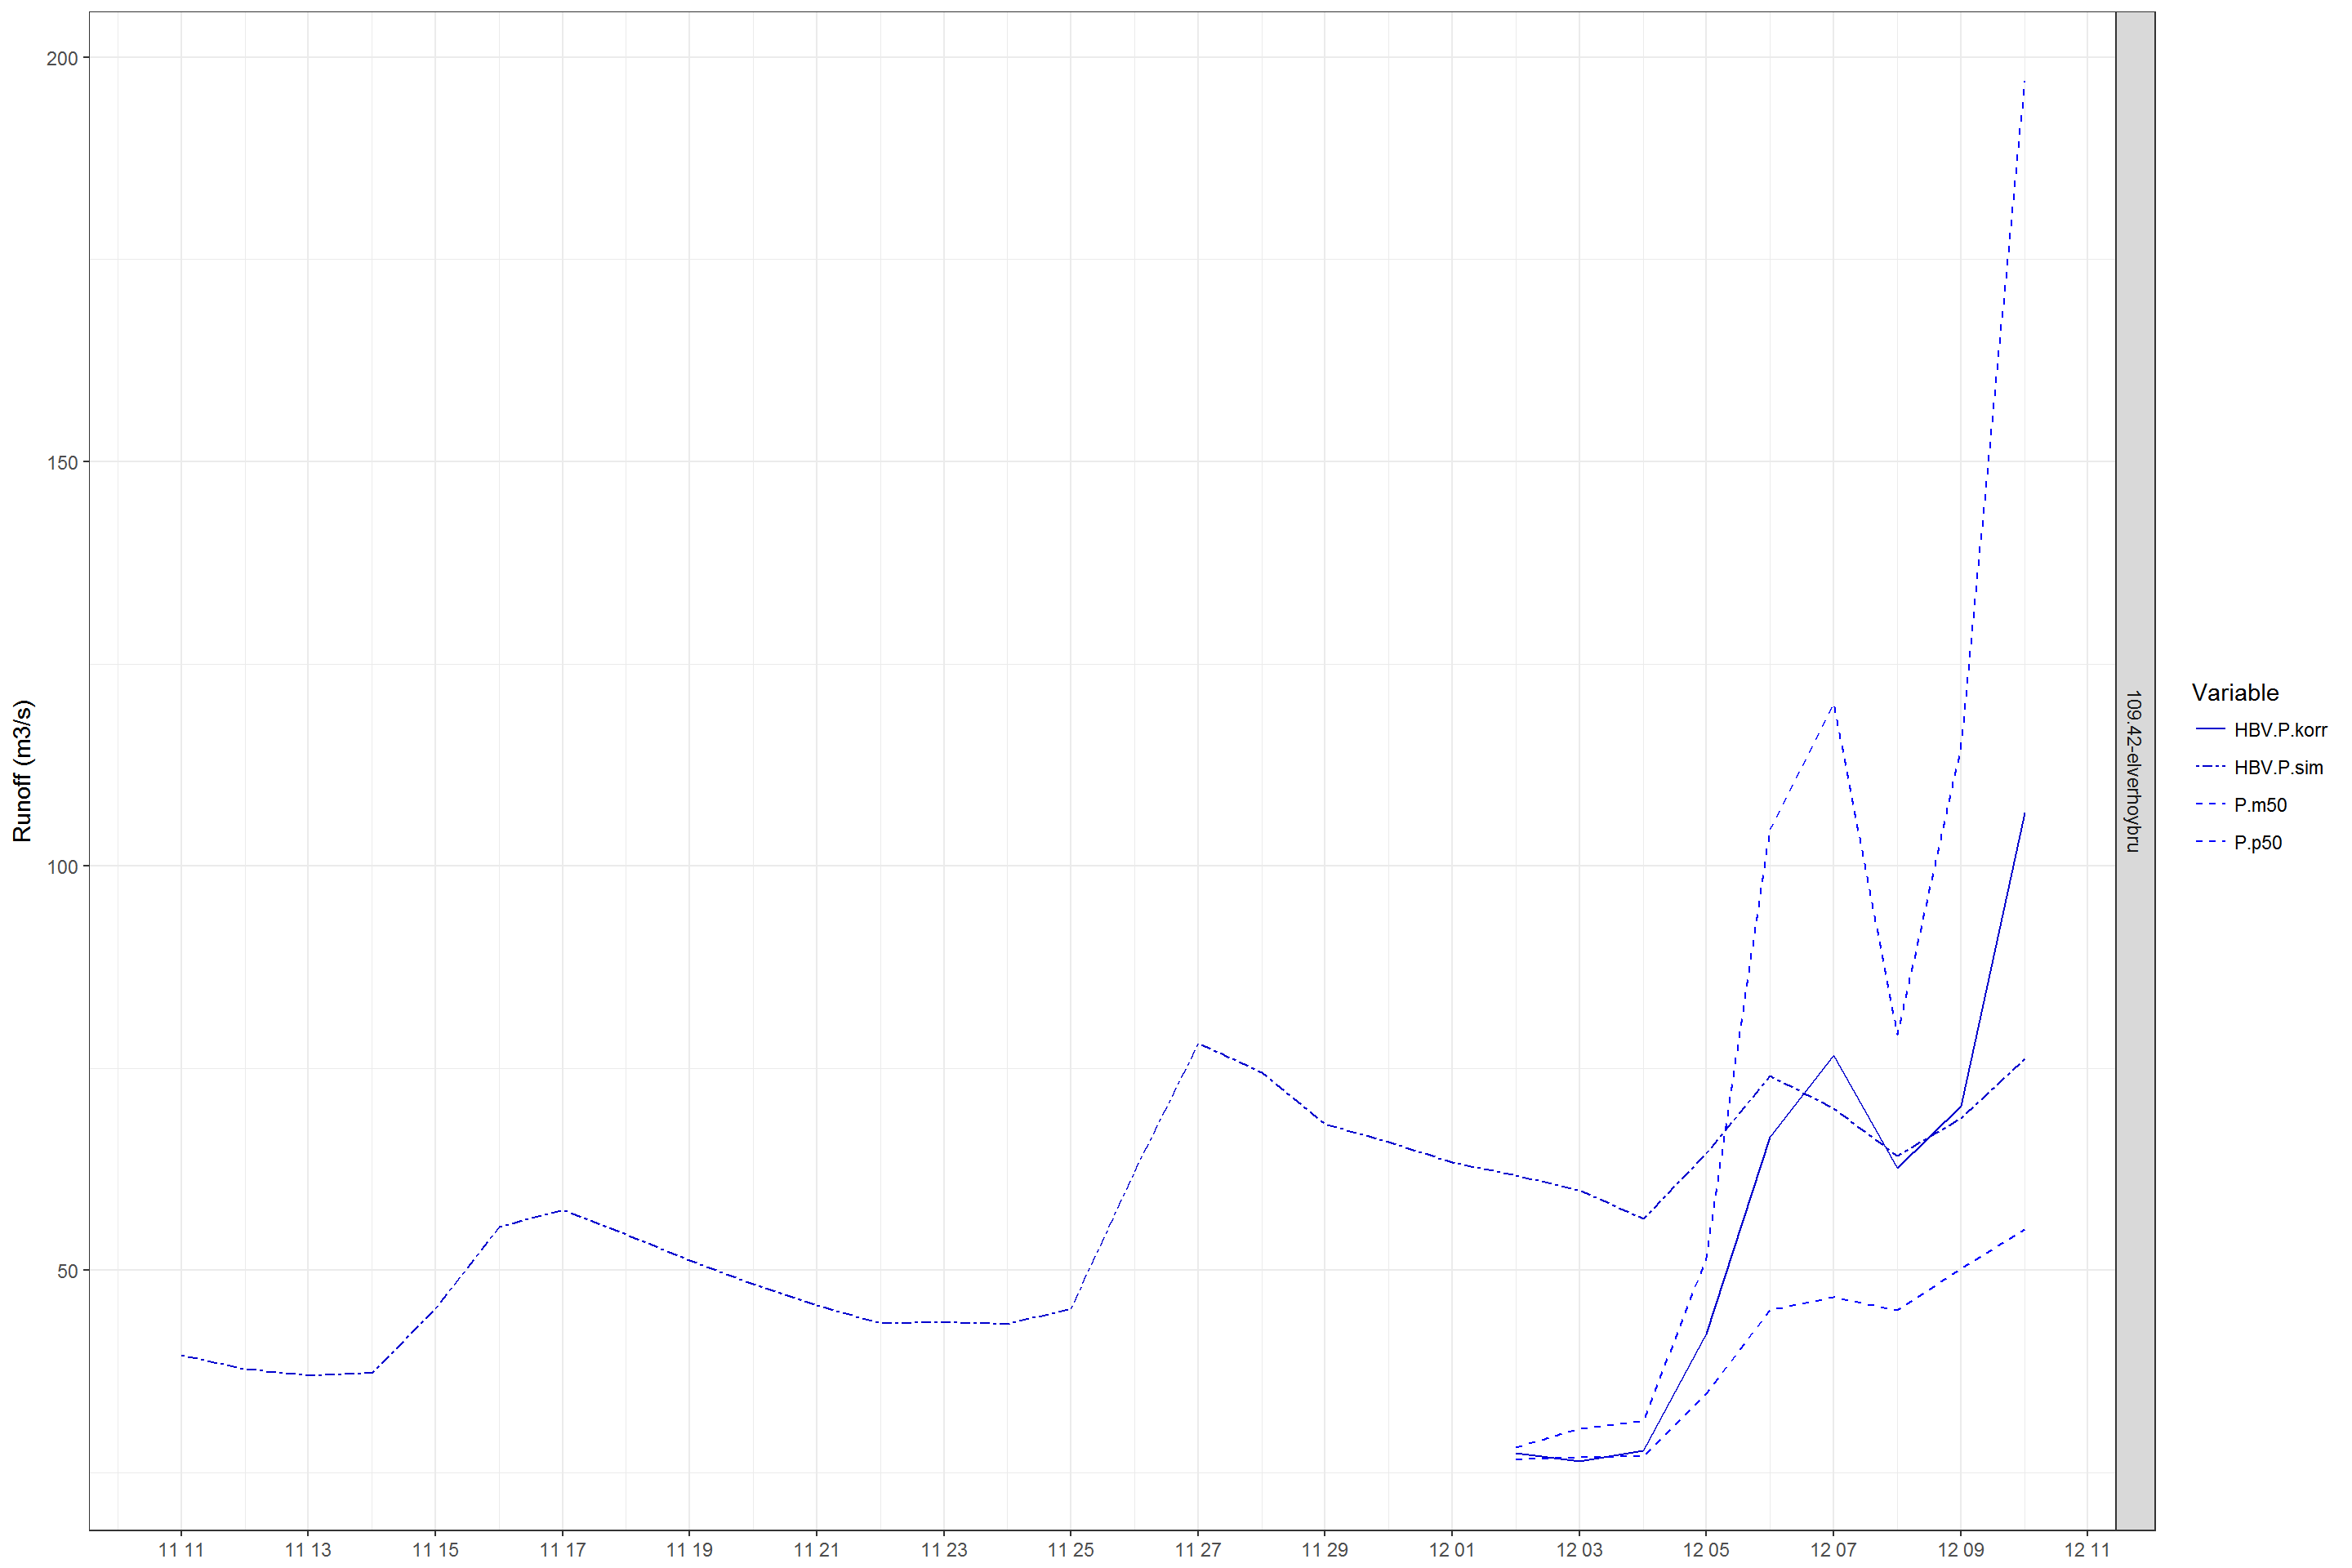 200
150
100
50
Runoff (m3/s)
11 11
11 13
11 15
11 17
11 19
11 21
11 23
11 25
11 27
11 29
12 01
12 03
12 05
12 07
12 09
12 11
109.42-elverhoybru
Variable
HBV.P.korr
HBV.P.sim
P.m50
P.p50